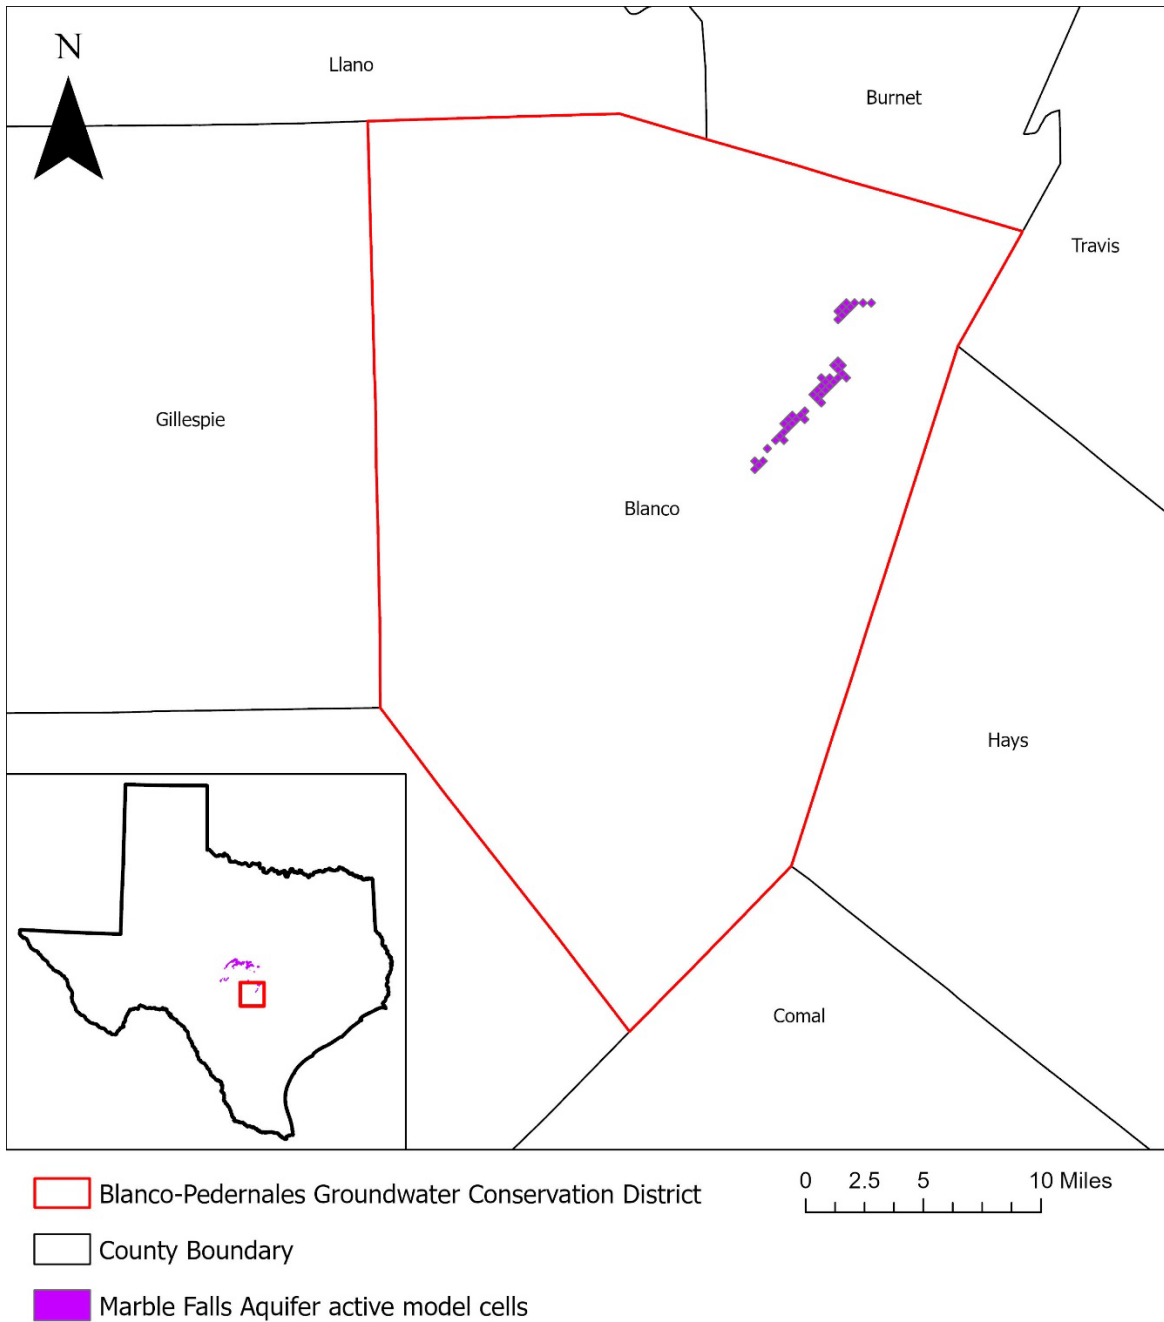 N
Llano
Burnet
Travis
Gillespie
Blanco
Hays
Comal
0 2.5 5 10 Miles
Blanco-Pedernales Groundwater Conservation District
County Boundary
Marble Falls Aquifer active model cells